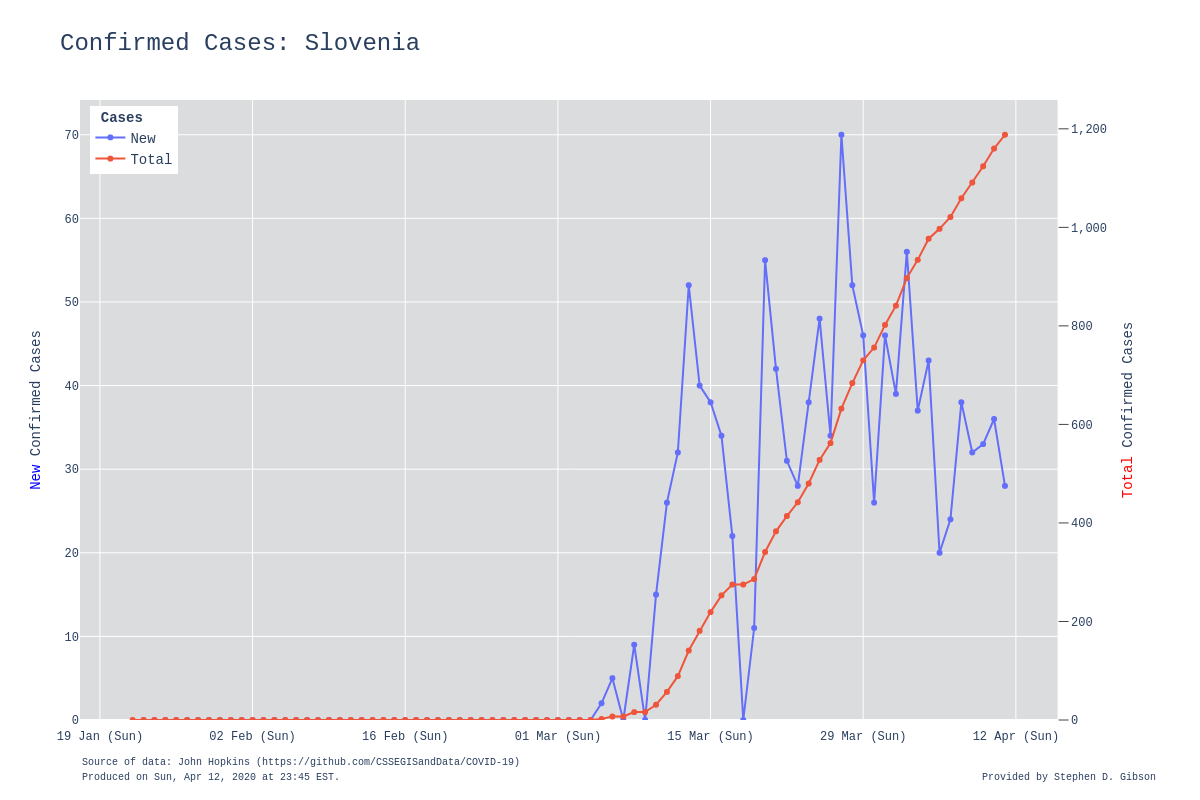 Confirmed Cases: Slovenia
Cases
New
Total
70
60
50
40
30
20
10
0
1,200
1,000
800
600
400
200
0
New Confirmed Cases
Total Confirmed Cases
19 Jan (Sun) 02 Feb (Sun) 16 Feb (Sun) 01 Mar (Sun) 15 Mar (Sun) 29 Mar (Sun) 12 Apr (Sun)
Source of data: John Hopkins (https://github.com/CSSEGISandData/COVID-19)
Produced on Sun, Apr 12, 2020 at 23:45 EST.
Provided by Stephen D. Gibson